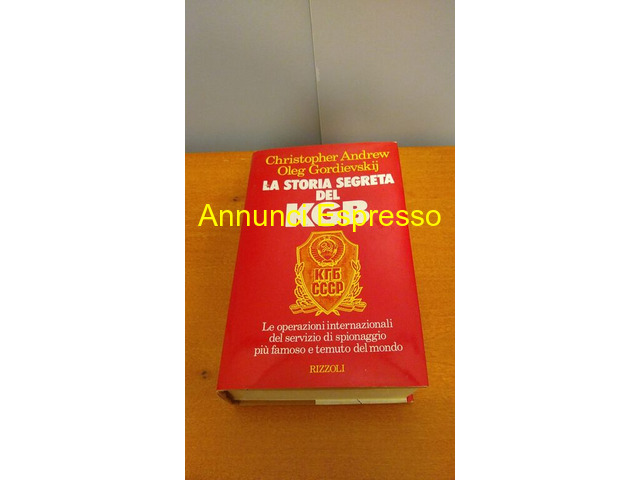 Christopher Andrew
Oleg Gordievskij
LA STORIA SEGRETA
DEL
KGB
Annunci Espresso
КГБ
СССР
Le operazioni internazionali
del servizio di spionaggio
più famoso e temuto del mondo
RIZZOLI